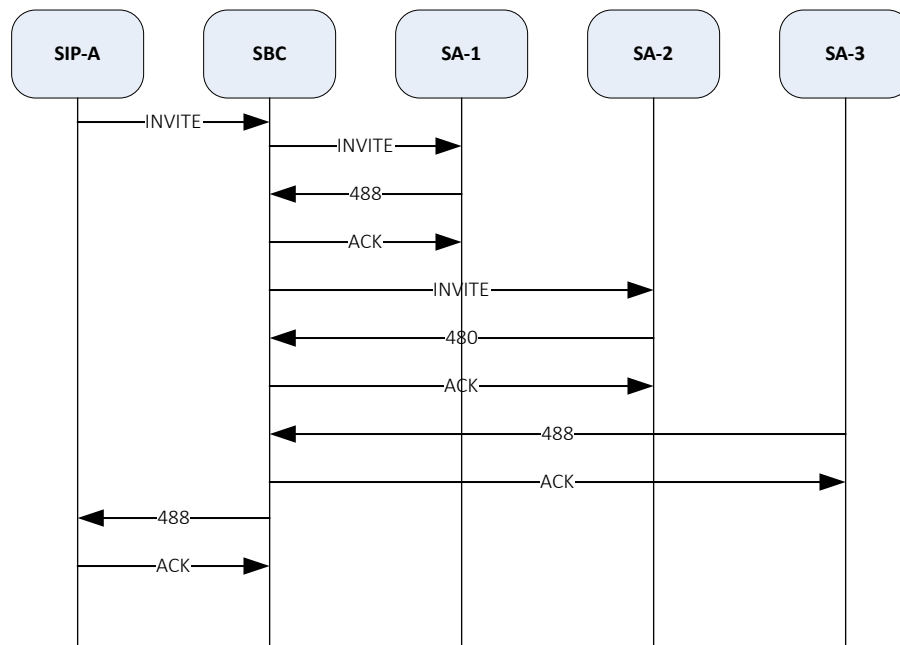 SIP-A
SBC
SA-1
SA-2
SA-3
INVITE
INVITE
488
ACK
INVITE
480
ACK
488
ACK
488
ACK